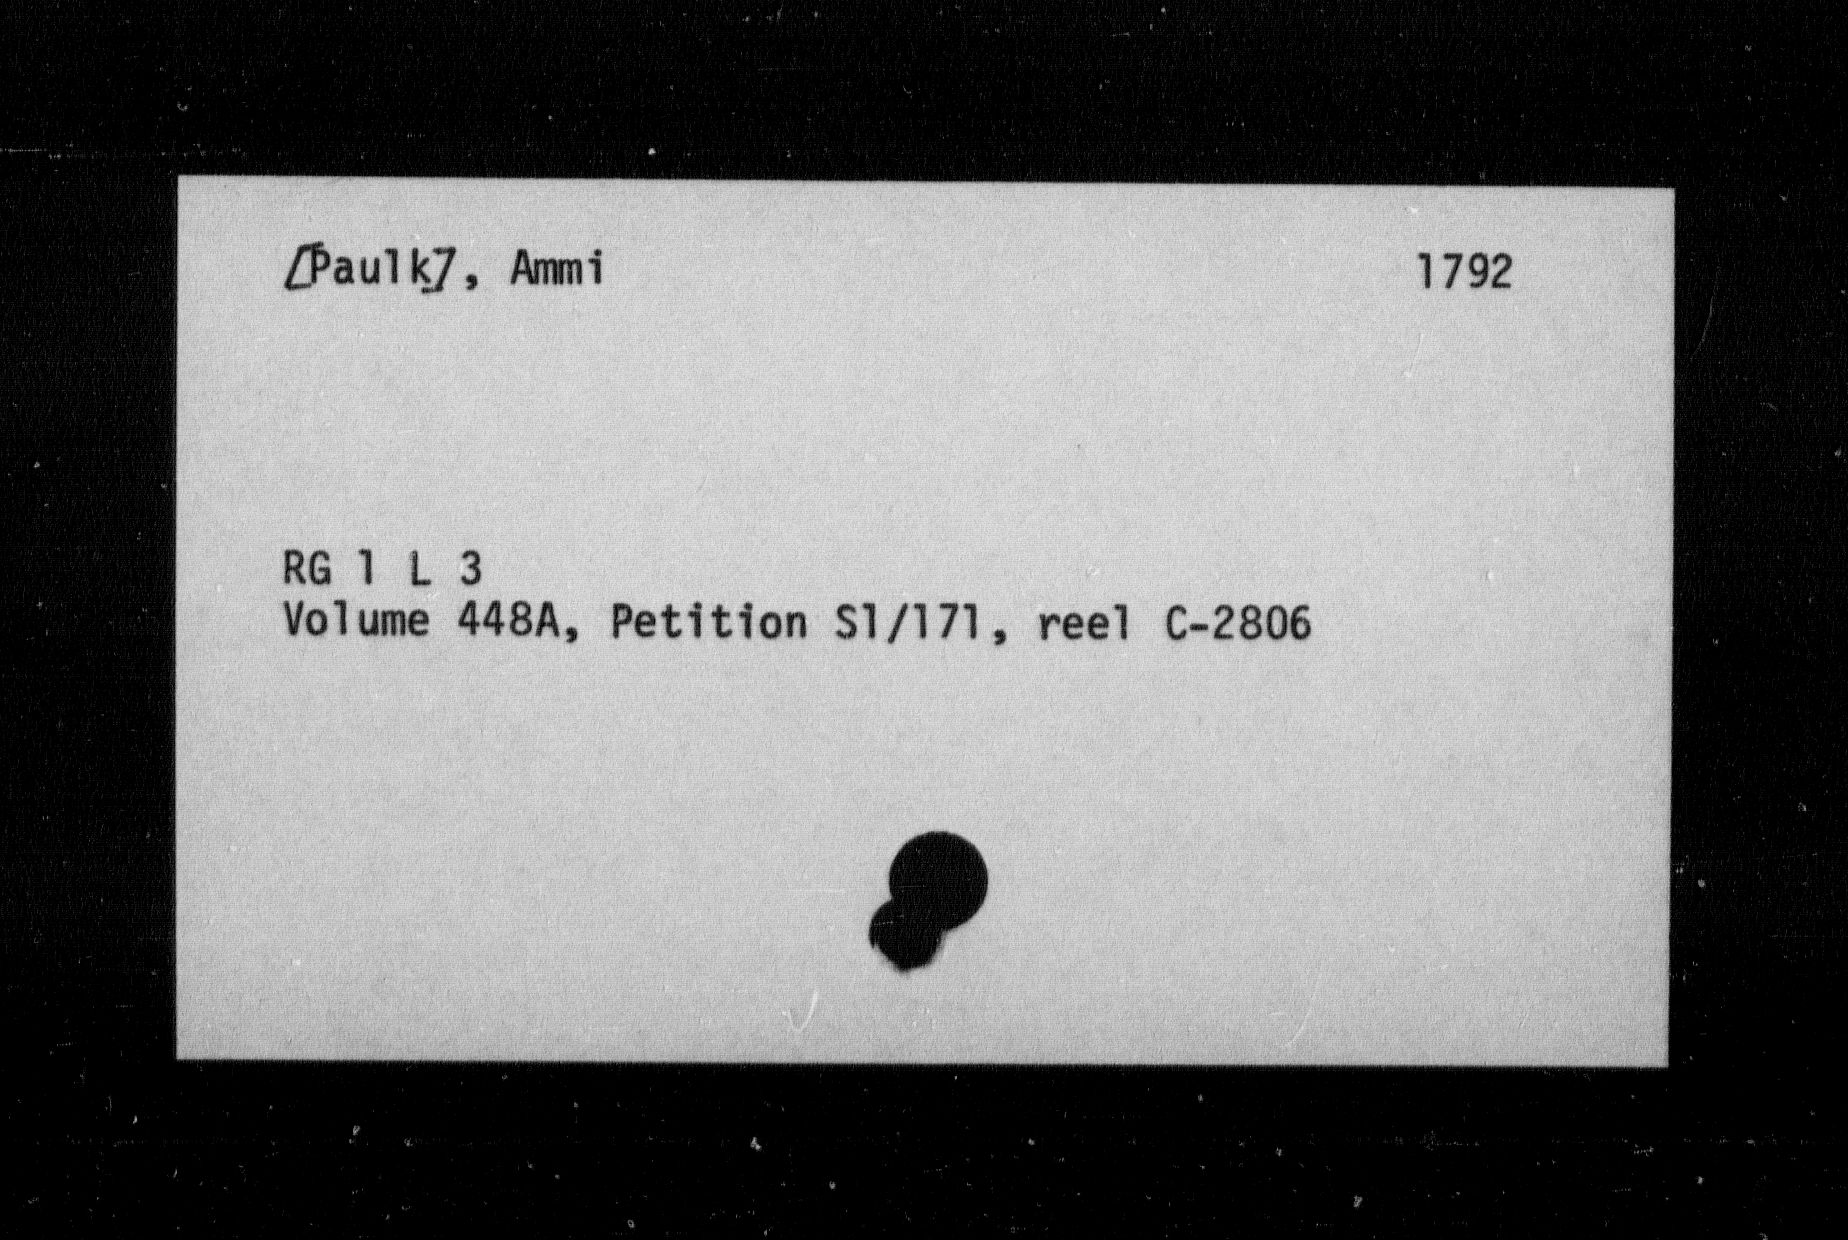 [Paulk], Ammi 1792
RG 1 L 3
Volume 448A, Petition S1/171, reel C-2806